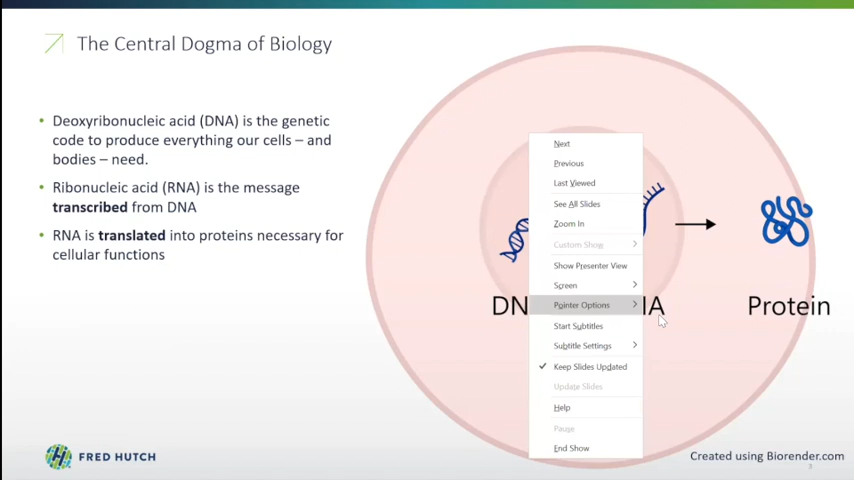 The Central Dogma of Biology
• Deoxyribonucleic acid (DNA) is the genetic
code to produce everything our cells – and
bodies – need.
• Ribonucleic acid (RNA) is the message
transcribed from DNA
• RNA is translated into proteins necessary for
cellular functions
Next
Previous
Last Viewed
See All Slides
Zoom In
Custom Show
Show Presenter View
Screen
Pointer Options
Start Subtitles
Subtitle Settings
Keep Slides Updated
Update Slides
Help
Pause
End Show
DN
IA
Protein
FRED HUTCH
Created using Biorender.com
3